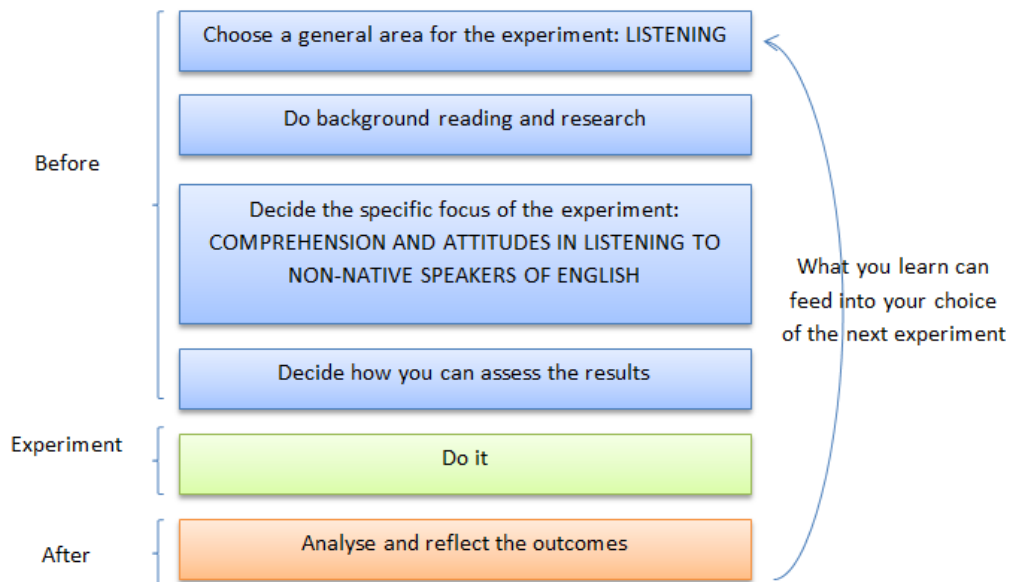 Choose a general area for the experiment: LISTENING
Do background reading and research
Before
Decide the specific focus of the experiment:
COMPREHENSION AND ATTITUDES IN LISTENING TO
NON-NATIVE SPEAKERS OF ENGLISH
What you learn can
feed into your choice
of the next experiment
Decide how you can assess the results
Experiment
Do it
After
Analyse and reflect the outcomes